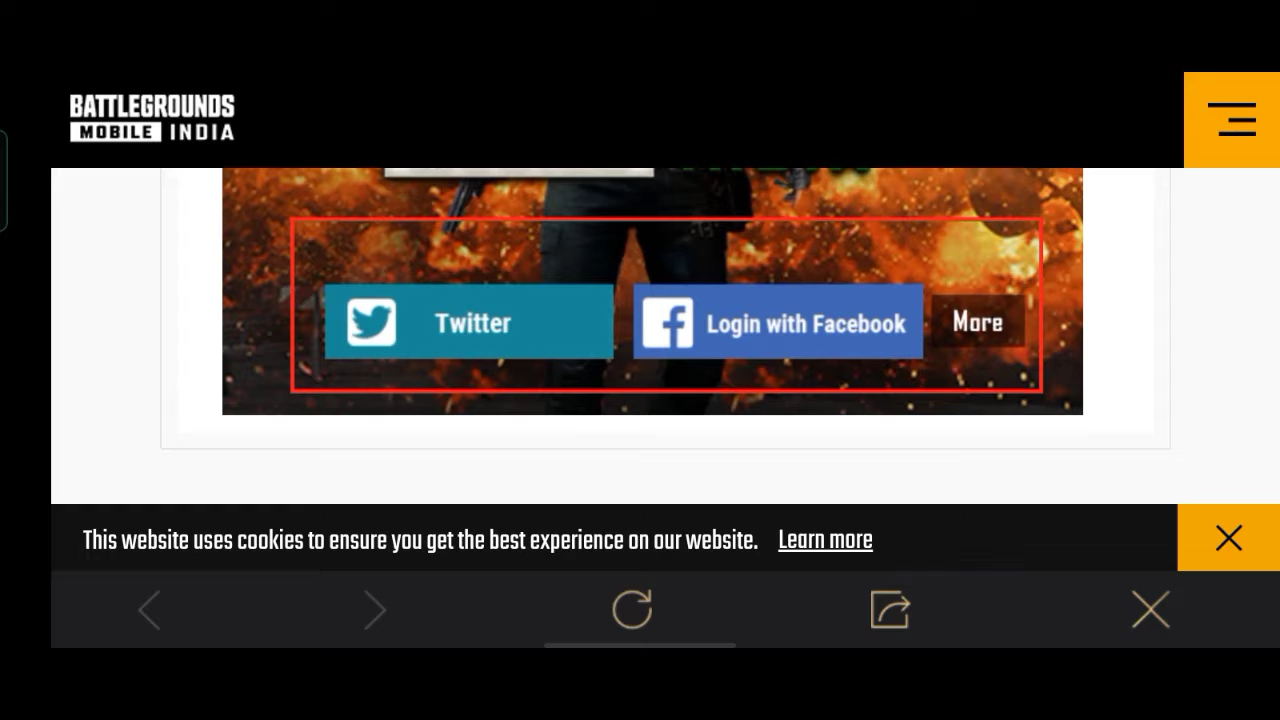 BATTLEGROUNDS
MOBILE INDIA
Twitter
Login with Facebook
More
This website uses cookies to ensure you get the best experience on our website. Learn more